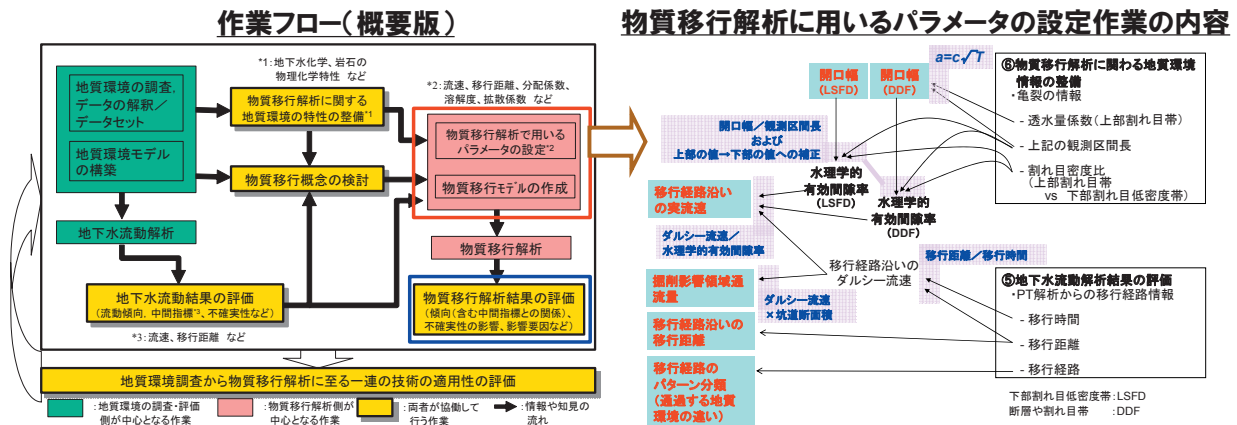 作業フロー(概要版)
*1:地下水化学、岩石の
物理化学特性 など
*2:流速、移行距離、分配係数、
溶解度、拡散係数 など
地質環境の調査,
データの解釈/
データセット
地質環境モデル
の構築
物質移行解析に関する
地質環境の特性の整備*1
物質移行概念の検討
物質移行解析で用いる
パラメータの設定*2
物質移行モデルの作成
地下水流動解析
物質移行解析
地下水流動結果の評価
(流動傾向, 中間指標*3, 不確実性など)
物質移行解析結果の評価
(傾向(含む中間指標との関係)、
不確実性の影響、影響要因など)
*3:流速、移行距離 など
地質環境調査から物質移行解析に至る一連の技術の適用性の評価
:地質環境の調査・評価
側が中心となる作業
:物質移行解析側が
中心となる作業
:両者が協働して
行う作業
:情報や知見の
流れ
物質移行解析に用いるパラメータの設定作業の内容
a=c√T
開口幅
(LSFD)
開口幅
(DDF)
⑥物質移行解析に関わる地質環境
情報の整備
・亀裂の情報
- 透水量係数(上部割れ目帯)
- 上記の観測区間長
- 割れ目密度比
(上部割れ目帯
vs 下部割れ目低密度帯)
開口幅/観測区間長
および
上部の値→下部の値への補正
水理学的
有効間隙率
(LSFD)
水理学的
有効間隙率
(DDF)
移行経路沿い
の実流速
ダルシー流速/
水理学的有効間隙率
移行経路沿いの
ダルシー流速
移行距離/移行時間
掘削影響領域通
流量
ダルシー流速
×坑道断面積
⑤地下水流動解析結果の評価
・PT解析からの移行経路情報
- 移行時間
- 移行距離
- 移行経路
移行経路沿いの
移行距離
移行経路の
パターン分類
(通過する地質
環境の違い)
下部割れ目低密度帯:LSFD
断層や割れ目帯 :DDF